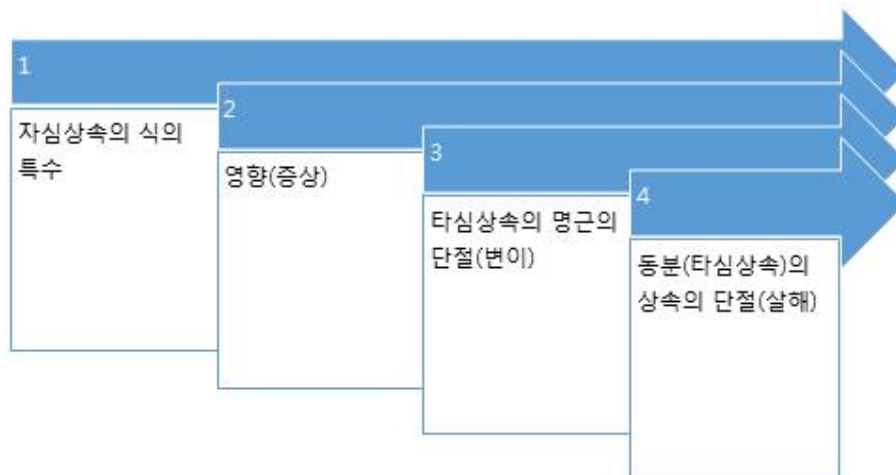 1
자심상속의 식의
특수
2
영향(증상)
3
타심상속의 명근의
단절(변이)
4
동분(타심상속)의
상속의 단절(살해)